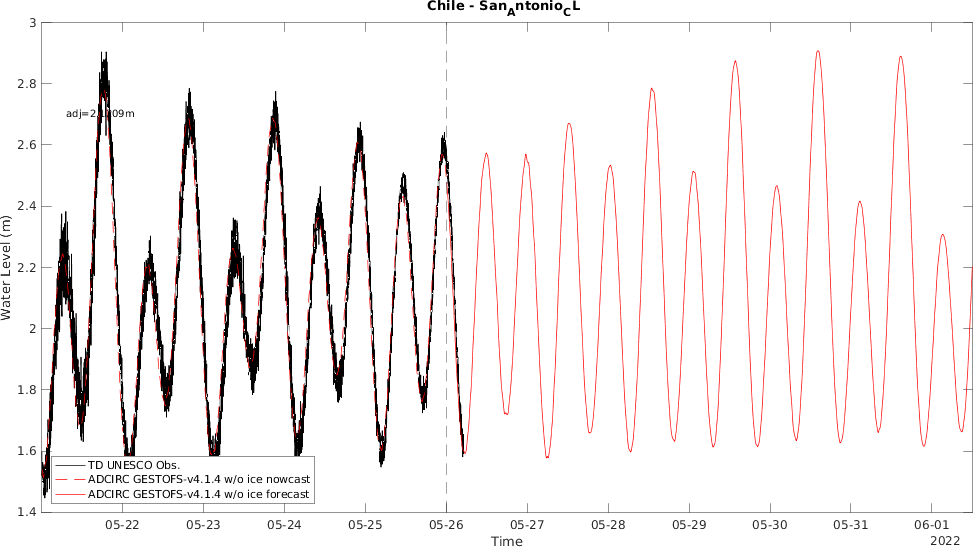 Chile - SanAntonioCL
3
2.8
adj=2.1209m
2.6
2.4
2.2
2
1.8
1.6
1.4
Water Level (m)
TD UNESCO Obs.
ADCIRC GESTOFS-v4.1.4 w/o ice nowcast
ADCIRC GESTOFS-v4.1.4 w/o ice forecast
05-22 05-23 05-24 05-25 05-26 05-27 05-28 05-29 05-30 05-31 06-01
Time 2022